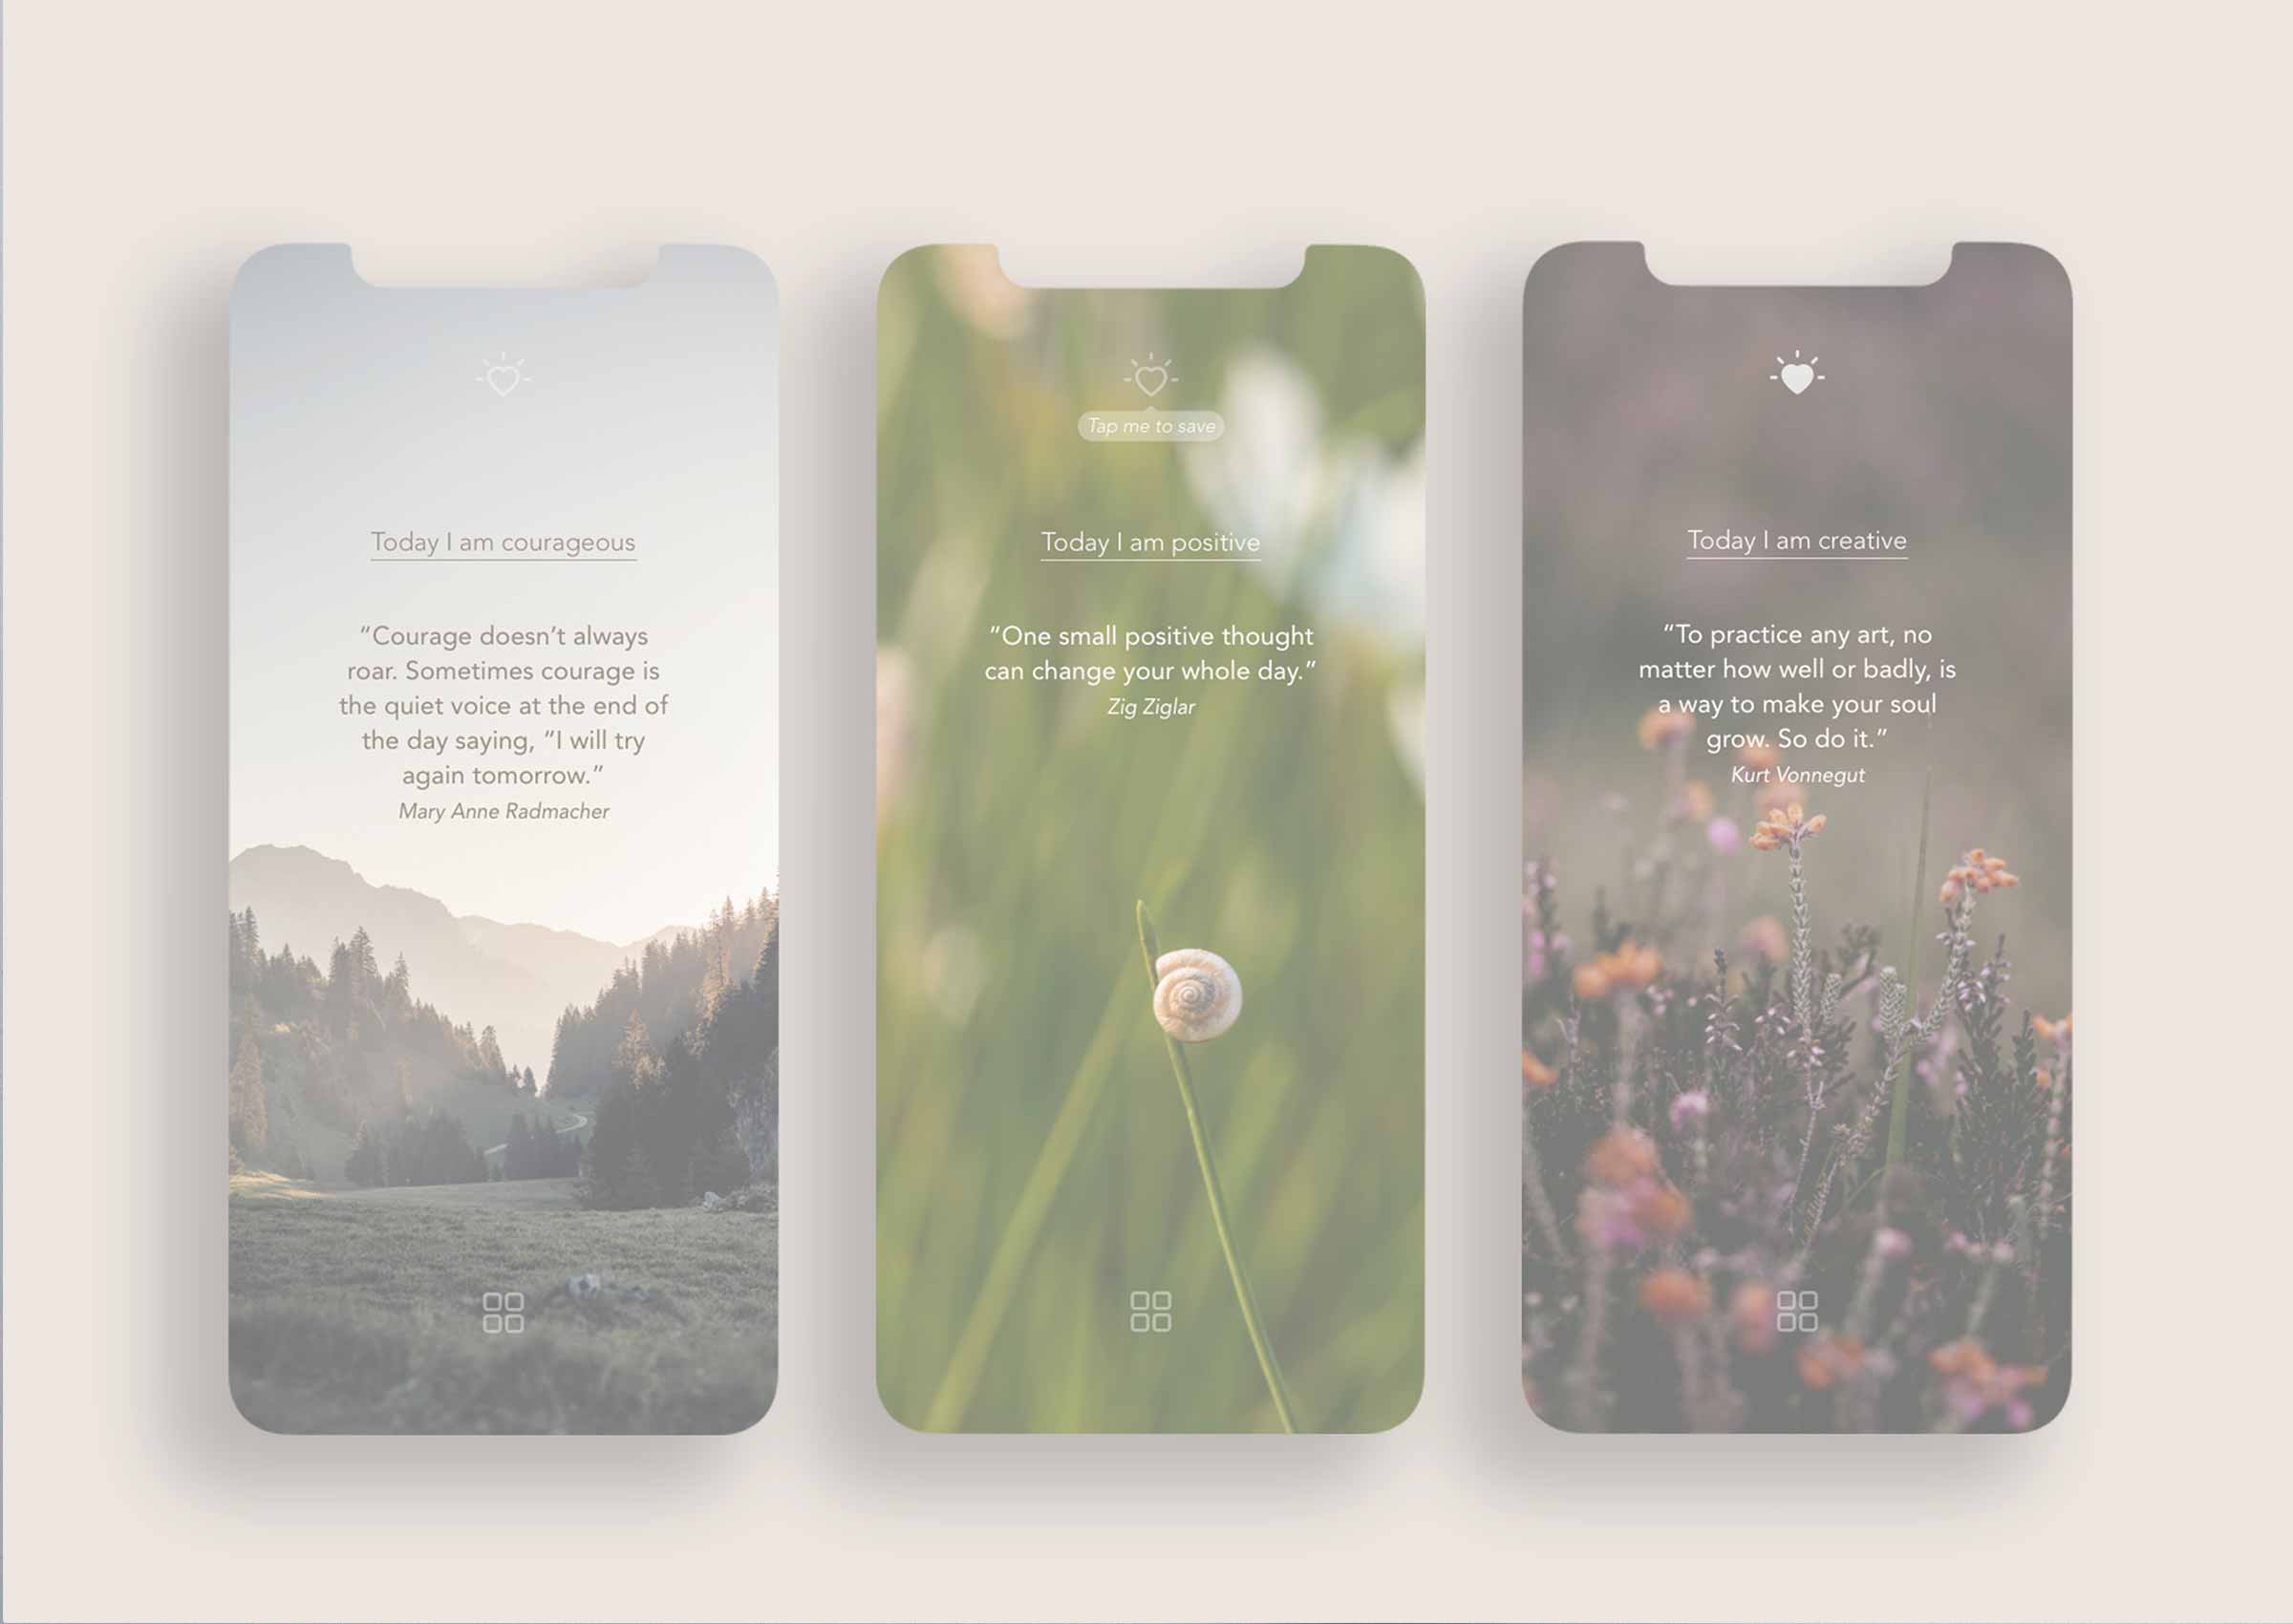 Today I am courageous
“Courage doesn’t always
roar. Sometimes courage is
the quiet voice at the end of
the day saying, “I will try
again tomorrow.”
Mary Anne Radmacher
Tap me to save
Today I am positive
“One small positive thought
can change your whole day.”
Zig Ziglar
Today I am creative
“To practice any art, no
matter how well or badly, is
a way to make your soul
grow. So do it.”
Kurt Vonnegut